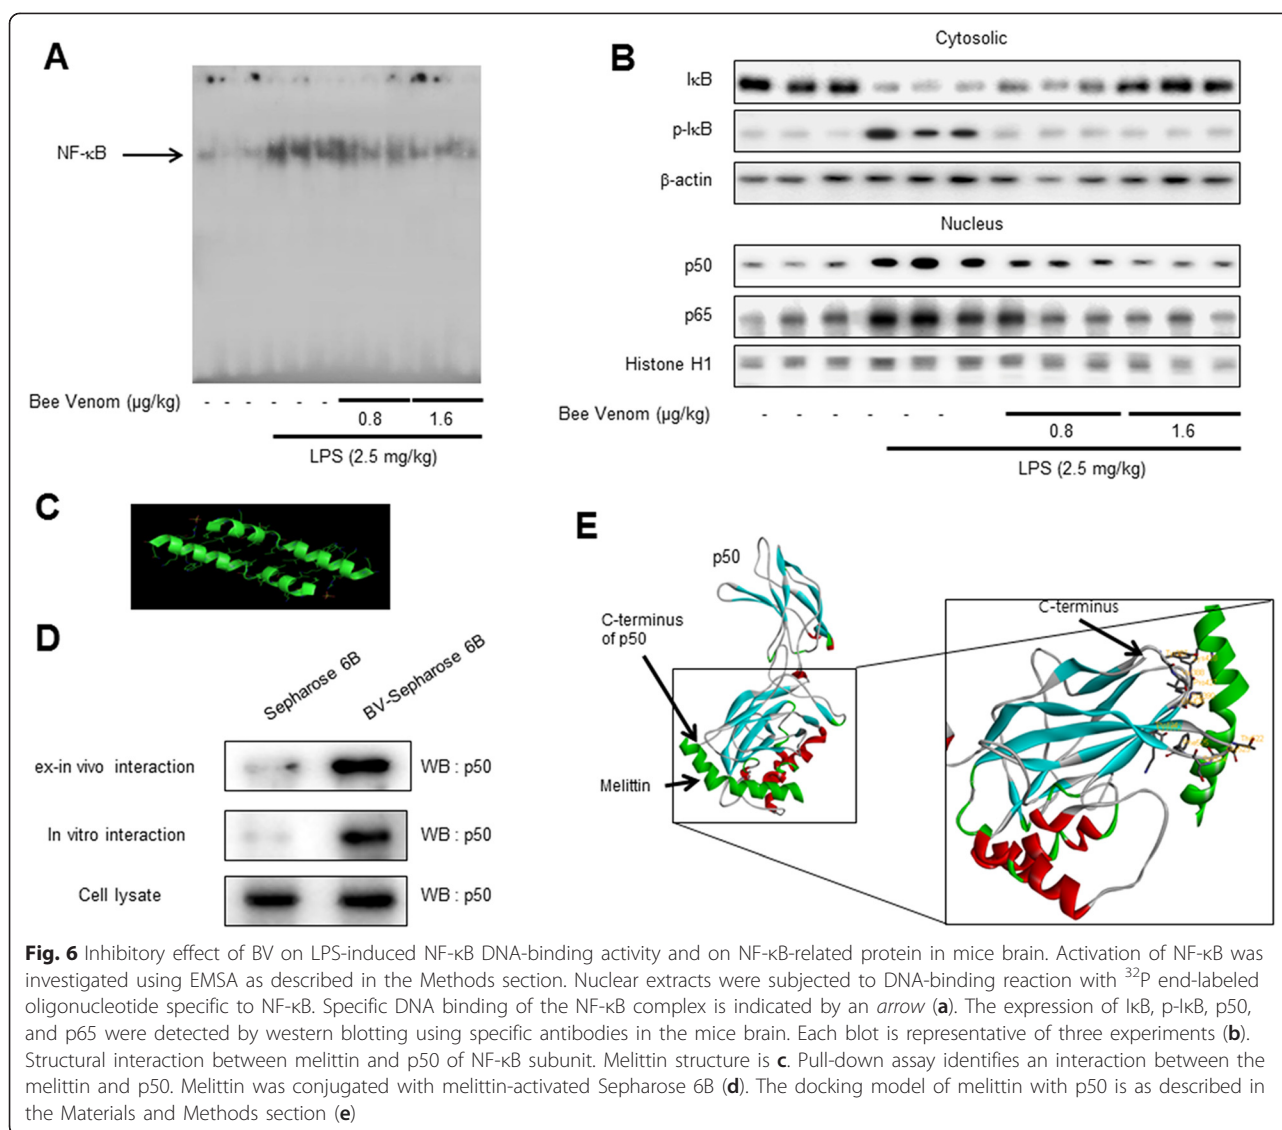 A
NF-κB
Bee Venom (μg/kg)
- - - - - -
0.8
1.6
LPS (2.5 mg/kg)
B
Cytosolic
IκB
p-IκB
β-actin
Nucleus
p50
p65
Histone H1
Bee Venom (μg/kg)
- - - - - -
0.8
1.6
LPS (2.5 mg/kg)
C
D
Sepharose 6B
BV-Sepharose 6B
ex-in vivo interaction
WB : p50
In vitro interaction
WB : p50
Cell lysate
WB : p50
E
p50
C-terminus
of p50
Melittin
C-terminus
Fig. 6 Inhibitory effect of BV on LPS-induced NF-κB DNA-binding activity and on NF-κB-related protein in mice brain. Activation of NF-κB was
investigated using EMSA as described in the Methods section. Nuclear extracts were subjected to DNA-binding reaction with ³²P end-labeled
oligonucleotide specific to NF-κB. Specific DNA binding of the NF-κB complex is indicated by an arrow (a). The expression of IκB, p-IκB, p50,
and p65 were detected by western blotting using specific antibodies in the mice brain. Each blot is representative of three experiments (b).
Structural interaction between melittin and p50 of NF-κB subunit. Melittin structure is c. Pull-down assay identifies an interaction between the
melittin and p50. Melittin was conjugated with melittin-activated Sepharose 6B (d). The docking model of melittin with p50 is as described in
the Materials and Methods section (e)